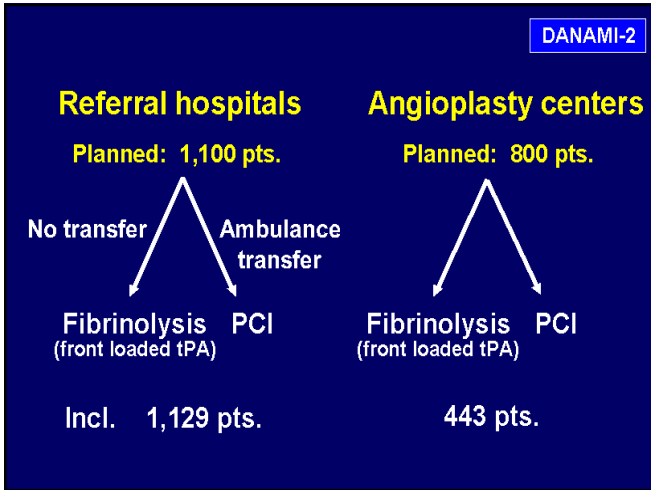 DANAMI-2
Referral hospitals
Planned: 1,100 pts.
No transfer
Ambulance
transfer
Fibrinolysis PCI
(front loaded tPA)
Incl. 1,129 pts.
Angioplasty centers
Planned: 800 pts.
Fibrinolysis PCI
(front loaded tPA)
443 pts.